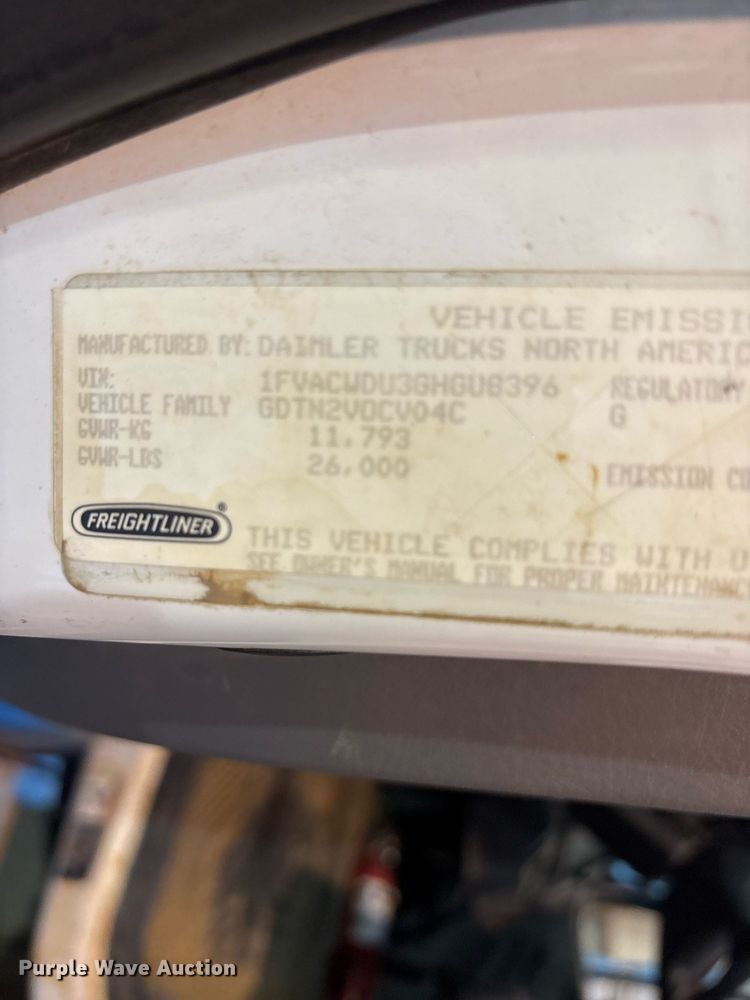 VEHICLE EMISSI
MANUFACTURED BY: DAIMLER TRUCKS NORTH AMERIC
VIN: 1FVACWDU3GHGU8396 REGULATORY
VEHICLE FAMILY GDTN2VOCV04C G
GVWR-KG 11,793
GVWR-LBS 26,000 EMISSION CO
FREIGHTLINER®
THIS VEHICLE COMPLIES WITH U
SEE OWNER'S MANUAL FOR PROPER MAINTENANC
Purple Wave Auction